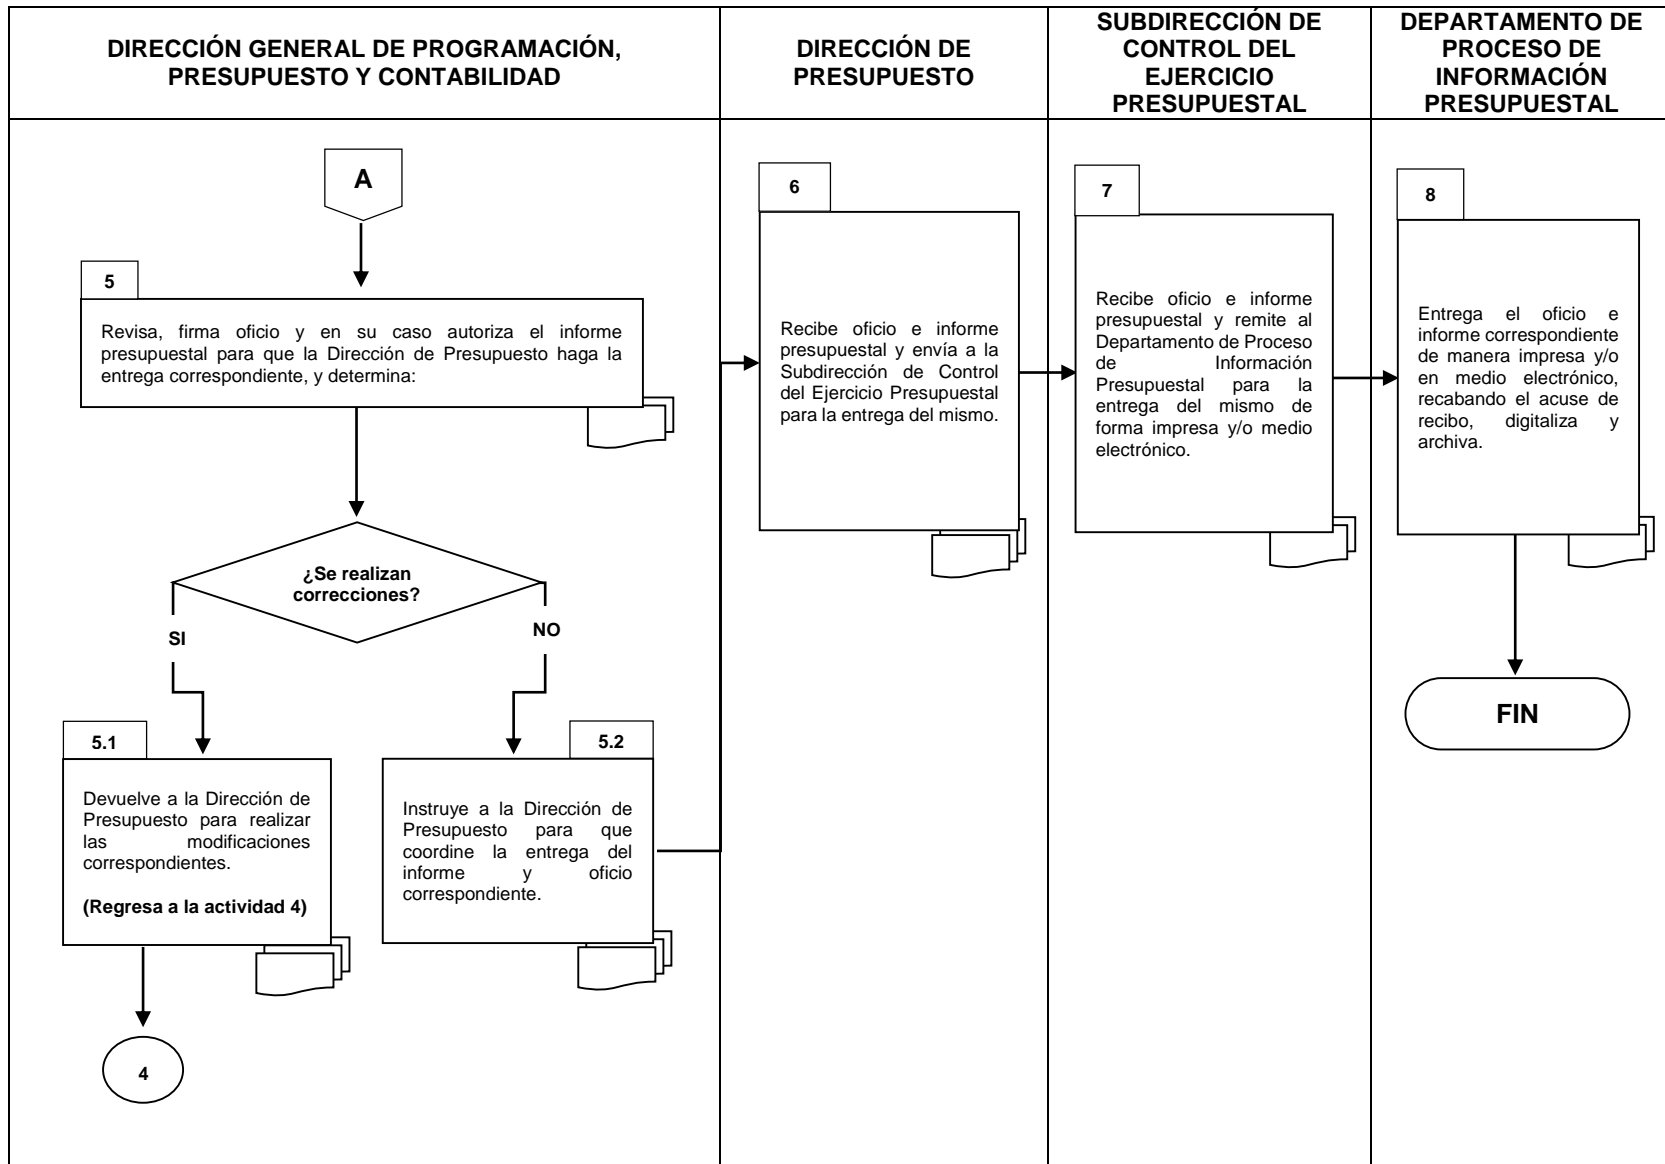 DIRECCIÓN GENERAL DE PROGRAMACIÓN,
PRESUPUESTO Y CONTABILIDAD
DIRECCIÓN DE
PRESUPUESTO
SUBDIRECCIÓN DE
CONTROL DEL
EJERCICIO
PRESUPUESTAL
DEPARTAMENTO DE
PROCESO DE
INFORMACIÓN
PRESUPUESTAL
A
5
Revisa, firma oficio y en su caso autoriza el informe
presupuestal para que la Dirección de Presupuesto haga la
entrega correspondiente, y determina:
¿Se realizan
correcciones?
SI
NO
5.1
Devuelve a la Dirección de
Presupuesto para realizar
las modificaciones
correspondientes.
(Regresa a la actividad 4)
4
5.2
Instruye a la Dirección de
Presupuesto para que
coordine la entrega del
informe y oficio
correspondiente.
6
Recibe oficio e informe
presupuestal y envía a la
Subdirección de Control
del Ejercicio Presupuestal
para la entrega del mismo.
7
Recibe oficio e informe
presupuestal y remite al
Departamento de Proceso
de Información
Presupuestal para la
entrega del mismo de
forma impresa y/o medio
electrónico.
8
Entrega el oficio e
informe correspondiente
de manera impresa y/o
en medio electrónico,
recabando el acuse de
recibo, digitaliza y
archiva.
FIN